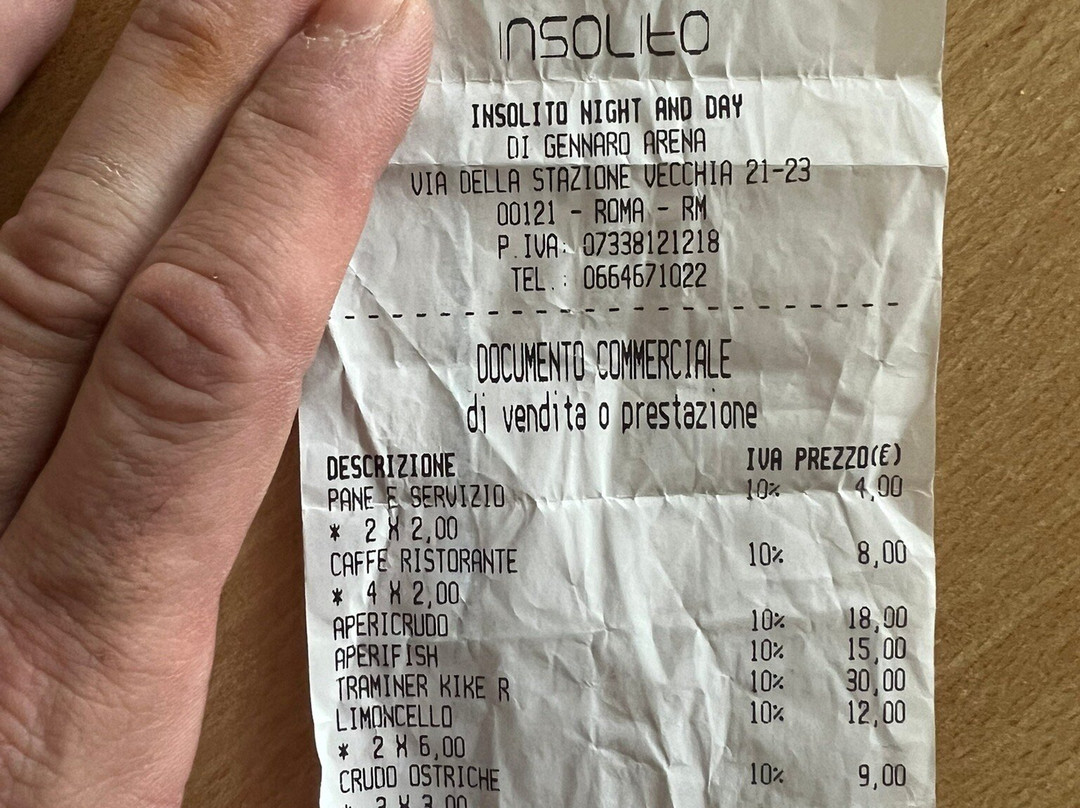 INSOLITO
INSOLITO NIGHT AND DAY
DI GENNARO ARENA
VIA DELLA STAZIONE VECCHIA 21-23
00121 - ROMA - RM
P.IVA: 07338121218
TEL.: 0664671022
DOCUMENTO COMMERCIALE
di vendita o prestazione
DESCRIZIONE IVA PREZZO(€)
PANE E SERVIZIO 10% 4,00
* 2 X 2,00
CAFFE RISTORANTE 10% 8,00
* 4 X 2,00
APERICRUDO 10% 18,00
APERIFISH 10% 15,00
TRAMINER KIKE R 10% 30,00
LIMONCELLO 10% 12,00
* 2 X 6,00
CRUDO OSTRICHE 10% 9,00
* 3 X 3,00